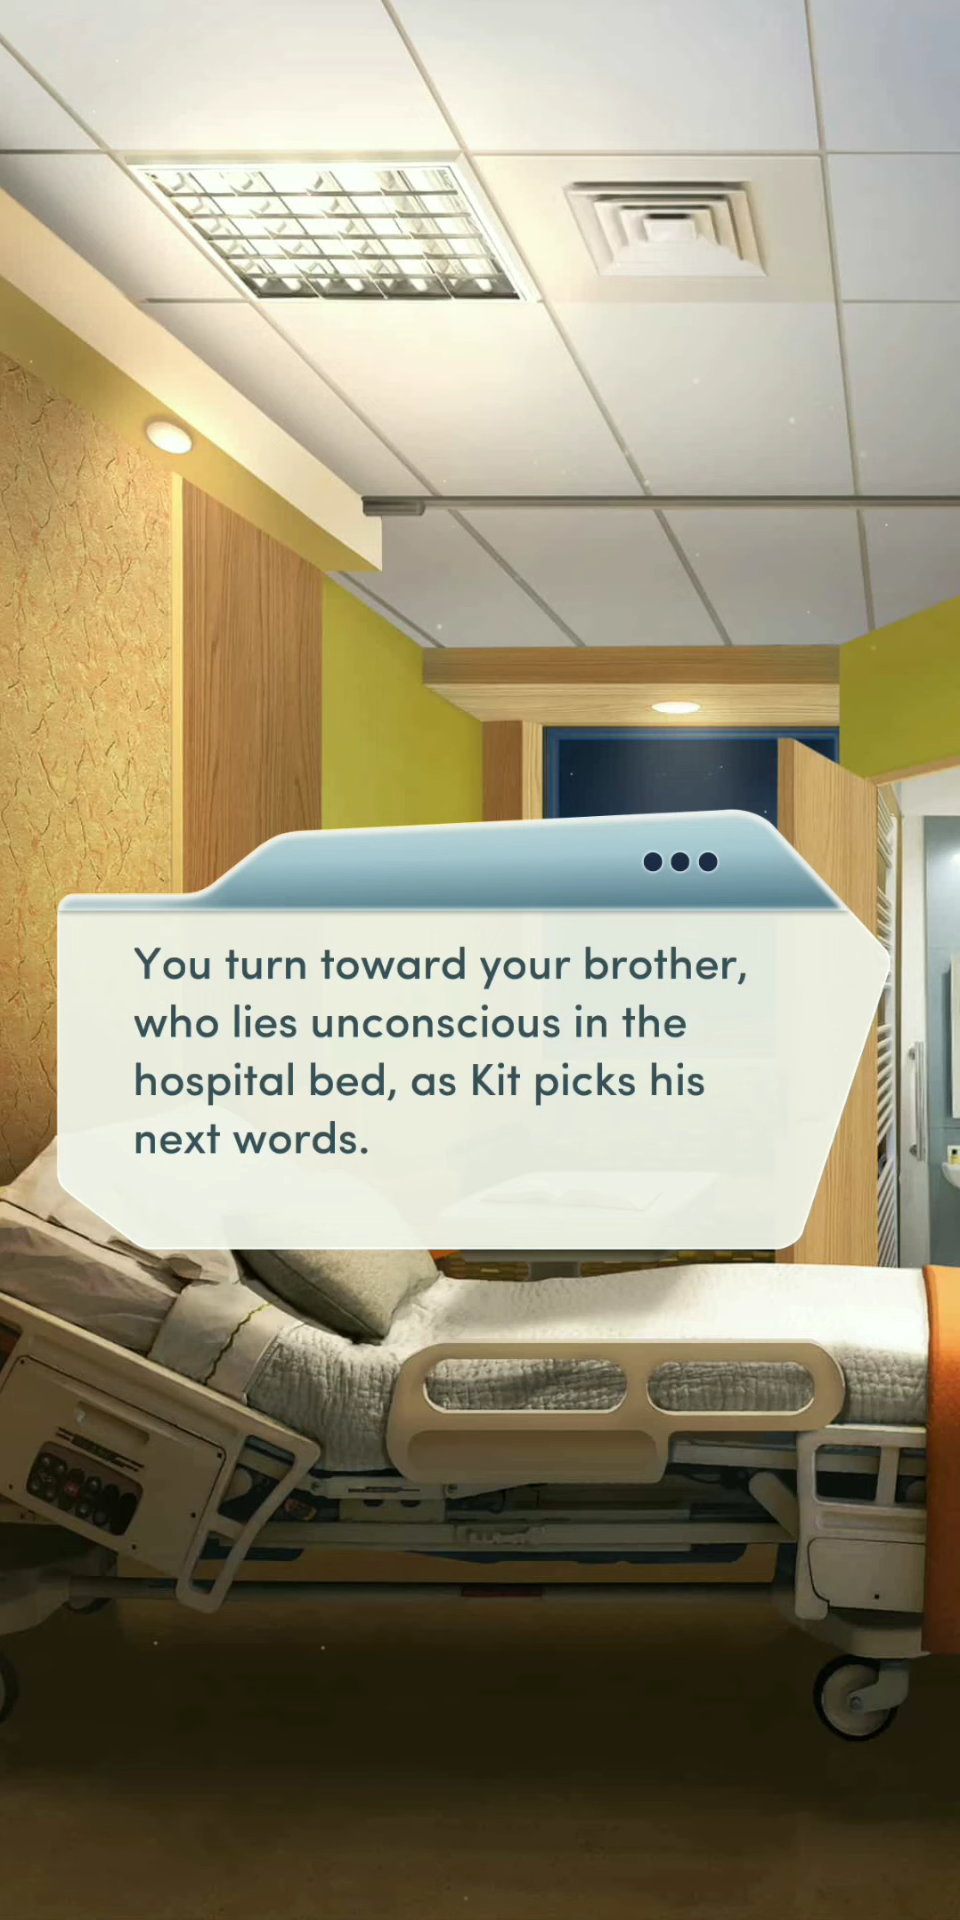 You turn toward your brother,
who lies unconscious in the
hospital bed, as Kit picks his
next words.